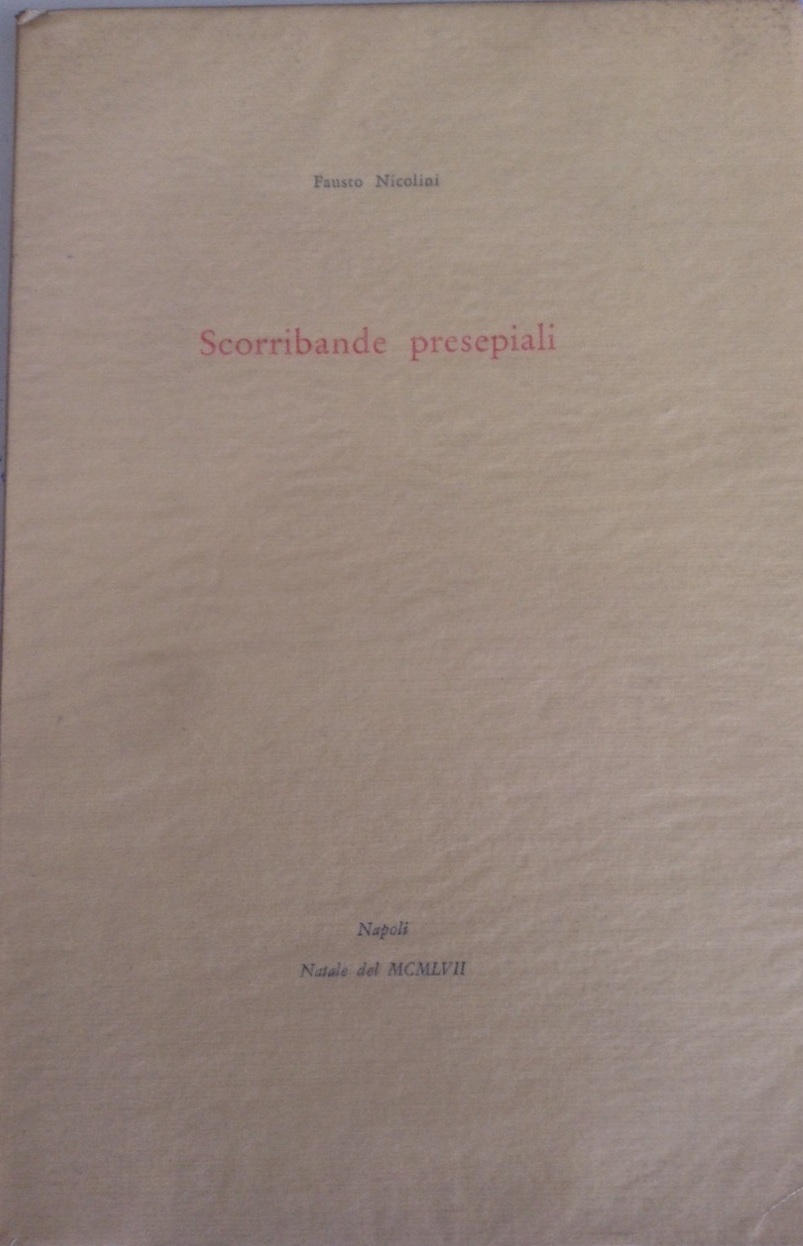 Fausto Nicolini
Scorribande presepiali
Napoli
Natale del MCMLVII